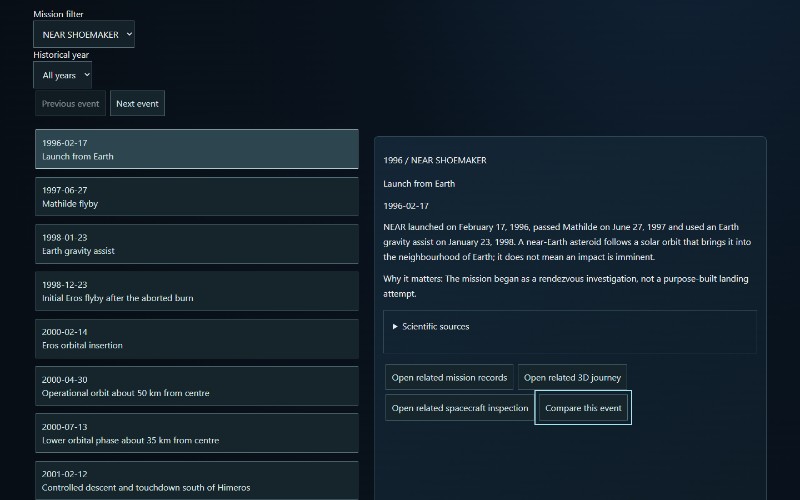 Mission filter
NEAR SHOEMAKER
Historical year
All years
Previous event
Next event
1996-02-17
Launch from Earth
1997-06-27
Mathilde flyby
1998-01-23
Earth gravity assist
1998-12-23
Initial Eros flyby after the aborted burn
2000-02-14
Eros orbital insertion
2000-04-30
Operational orbit about 50 km from centre
2000-07-13
Lower orbital phase about 35 km from centre
2001-02-12
Controlled descent and touchdown south of Himeros
1996 / NEAR SHOEMAKER
Launch from Earth
1996-02-17
NEAR launched on February 17, 1996, passed Mathilde on June 27, 1997 and used an Earth
gravity assist on January 23, 1998. A near-Earth asteroid follows a solar orbit that brings it into
the neighbourhood of Earth; it does not mean an impact is imminent.
Why it matters: The mission began as a rendezvous investigation, not a purpose-built landing
attempt.
Scientific sources
Open related mission records
Open related 3D journey
Open related spacecraft inspection
Compare this event